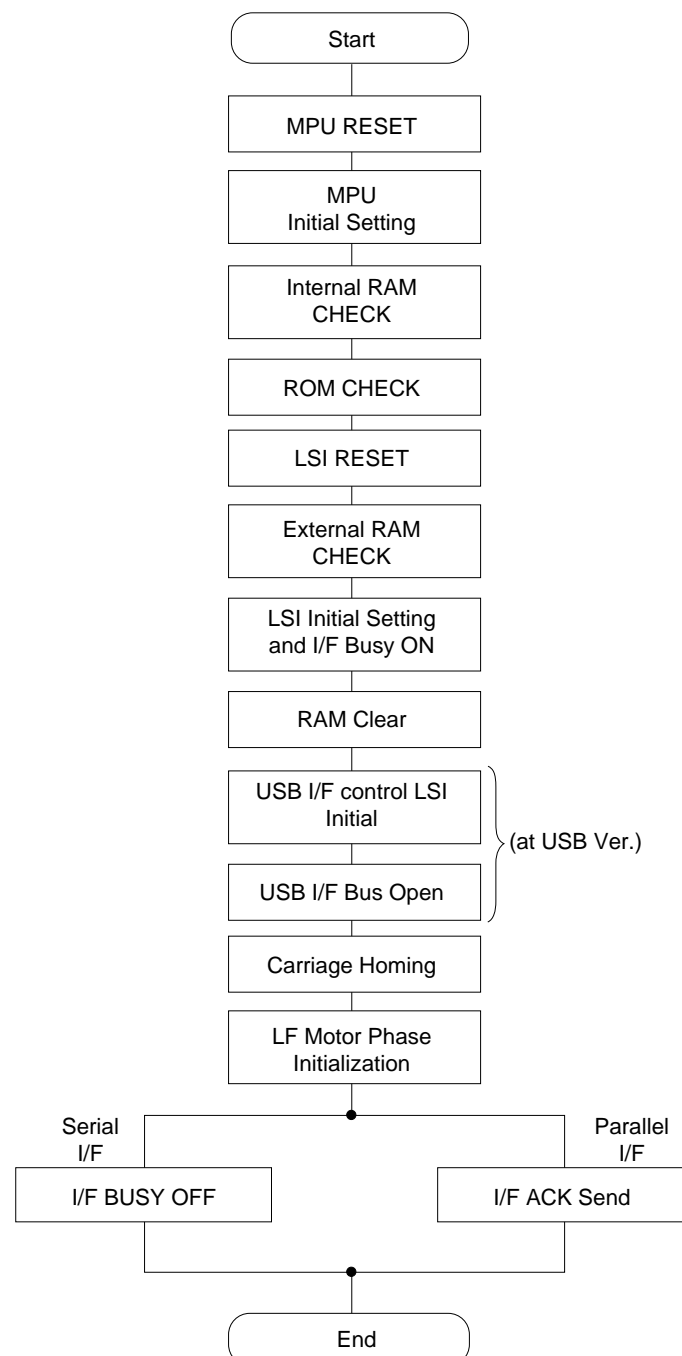 Start
MPU RESET
MPU
Initial Setting
Internal RAM
CHECK
ROM CHECK
LSI RESET
External RAM
CHECK
LSI Initial Setting
and I/F Busy ON
RAM Clear
USB I/F control LSI
Initial
(at USB Ver.)
USB I/F Bus Open
Carriage Homing
LF Motor Phase
Initialization
Serial
I/F
Parallel
I/F
I/F BUSY OFF
I/F ACK Send
End